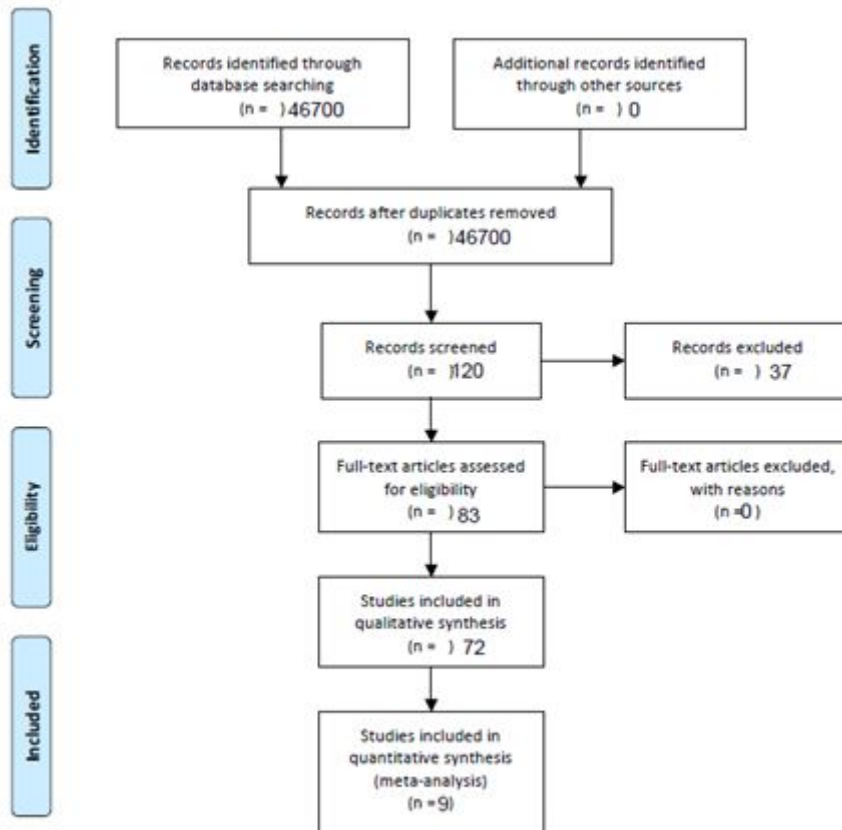 Identification
Records identified through
database searching
(n =   ) 46700
Additional records identified
through other sources
(n =   ) 0
Records after duplicates removed
(n =   ) 46700
Screening
Records screened
(n =   ) 120
Records excluded
(n =   ) 37
Eligibility
Full-text articles assessed
for eligibility
(n =   ) 83
Full-text articles excluded,
with reasons
(n =0 )
Studies included in
qualitative synthesis
(n =   ) 72
Included
Studies included in
quantitative synthesis
(meta-analysis)
(n = 9)